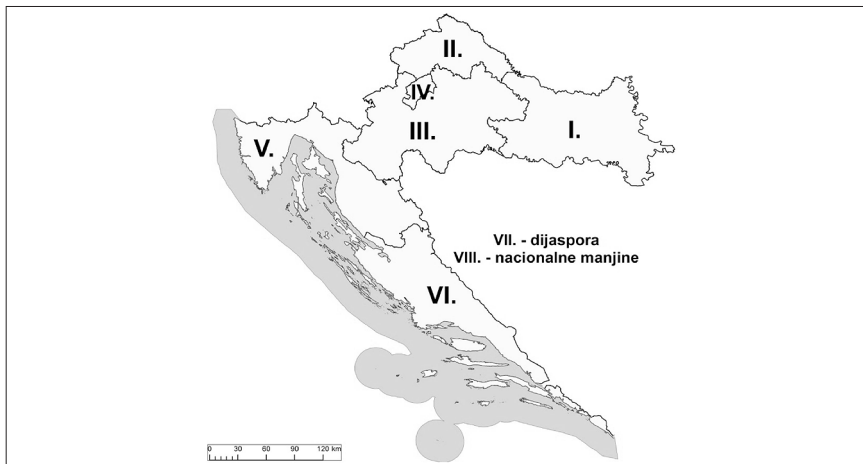 II.
IV.
III.
I.
V.
VII. - dijaspora
VIII. - nacionalne manjine
VI.
0 30 60 90 120 km